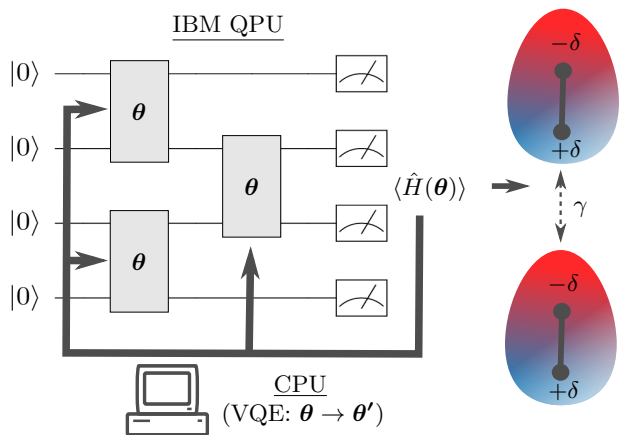 IBM QPU
|0⟩
θ
|0⟩
θ
|0⟩
θ
|0⟩
⟨Ĥ(θ)⟩
−δ
+δ
γ
−δ
+δ
CPU
(VQE: θ → θ′)